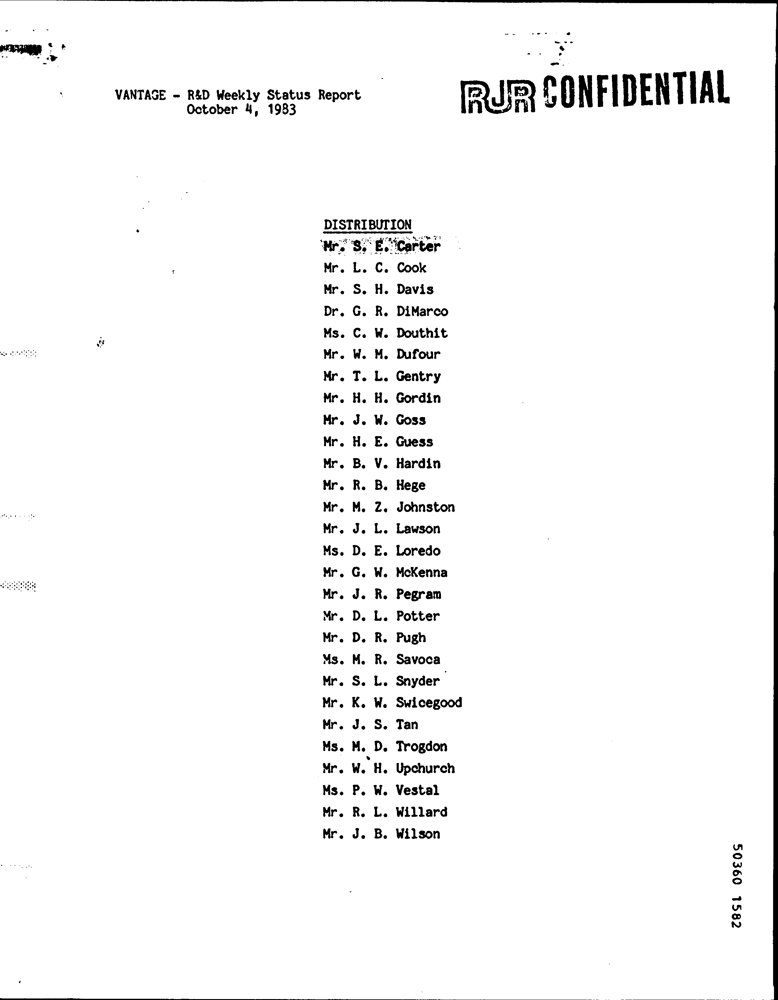 VANTAGE - R&D Weekly Status Report
October 4, 1983
RJR CONFIDENTIAL
DISTRIBUTION
Mr. S. E. Carter
Mr. L. C. Cook
Mr. S. H. Davis
Dr. G. R. DiMarco
Ms. C. W. Douthit
Mr. W. M. Dufour
Mr. T. L. Gentry
Mr. H. H. Gordin
Mr. J. W. Goss
Mr. H. E. Guess
Mr. B. V. Hardin
Mr. R. B. Hege
Mr. M. Z. Johnston
Mr. J. L. Lawson
Ms. D. E. Loredo
Mr. G. W. McKenna
Mr. J. R. Pegram
Mr. D. L. Potter
Mr. D. R. Pugh
Ms. M. R. Savoca
Mr. S. L. Snyder
Mr. K. W. Swicegood
Mr. J. S. Tan
Ms. M. D. Trogdon
Mr. W. H. Upchurch
Ms. P. W. Vestal
Mr. R. L. Willard
Mr. J. B. Wilson
50360 1582